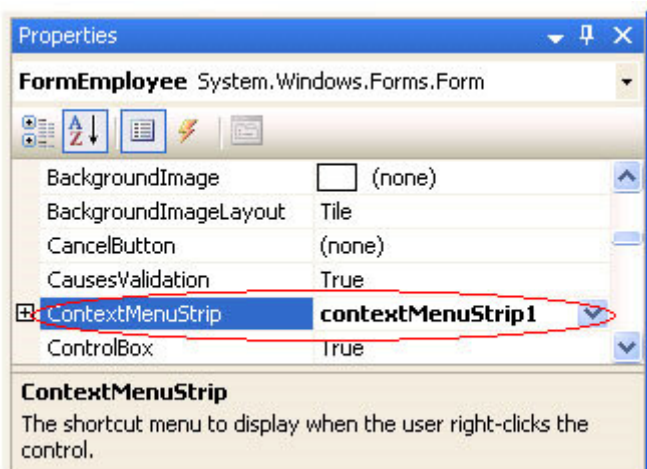 Properties
FormEmployee System.Windows.Forms.Form
A
Z
BackgroundImage (none)
BackgroundImageLayout Tile
CancelButton (none)
CausesValidation True
ContextMenuStrip contextMenuStrip1
ControlBox True
ContextMenuStrip
The shortcut menu to display when the user right-clicks the
control.